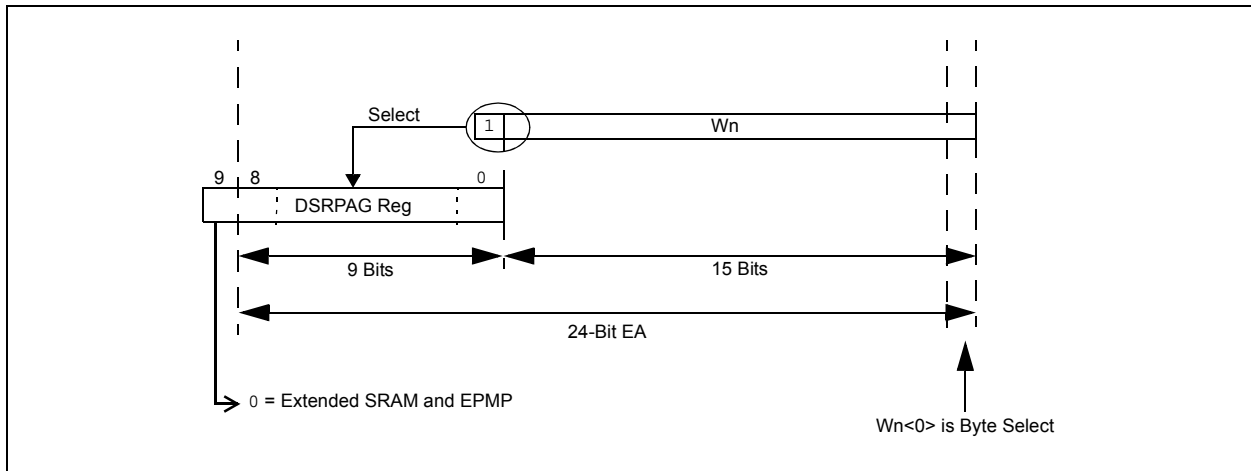 Select
1
Wn
9 8 0
DSRPAG Reg
9 Bits
15 Bits
24-Bit EA
0 = Extended SRAM and EPMP
Wn<0> is Byte Select